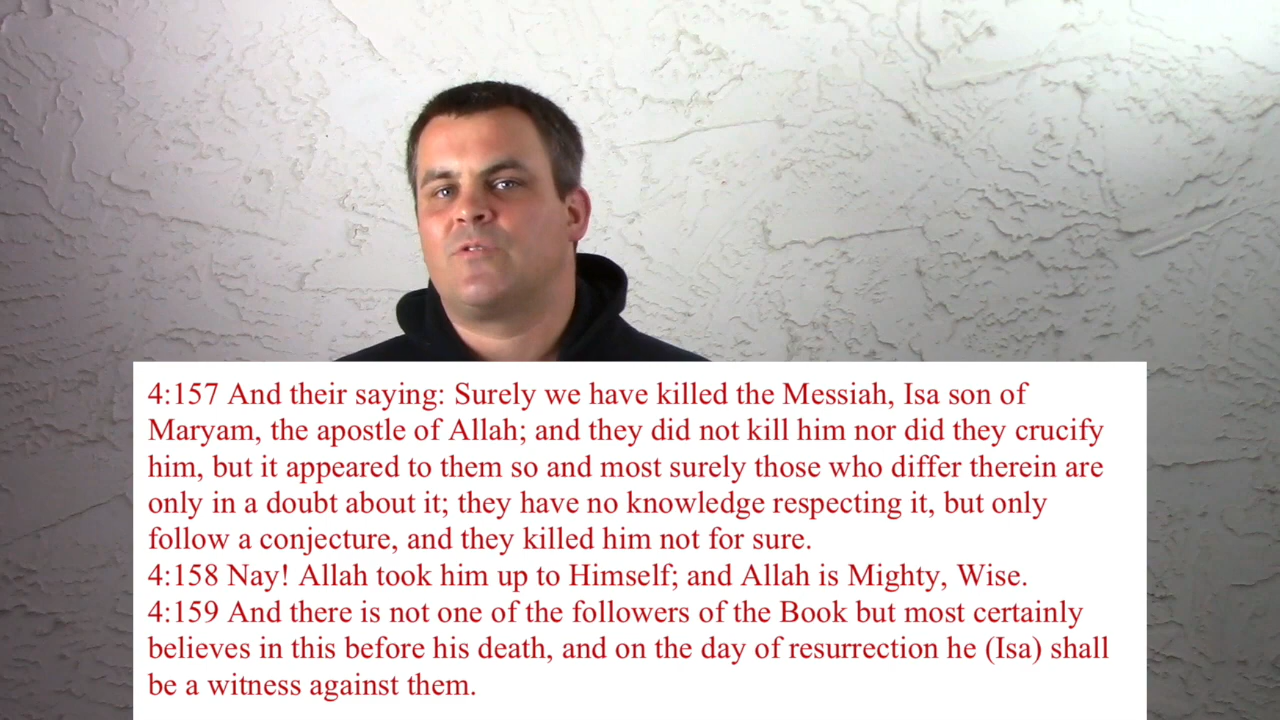 4:157 And their saying: Surely we have killed the Messiah, Isa son of
Maryam, the apostle of Allah; and they did not kill him nor did they crucify
him, but it appeared to them so and most surely those who differ therein are
only in a doubt about it; they have no knowledge respecting it, but only
follow a conjecture, and they killed him not for sure.
4:158 Nay! Allah took him up to Himself; and Allah is Mighty, Wise.
4:159 And there is not one of the followers of the Book but most certainly
believes in this before his death, and on the day of resurrection he (Isa) shall
be a witness against them.